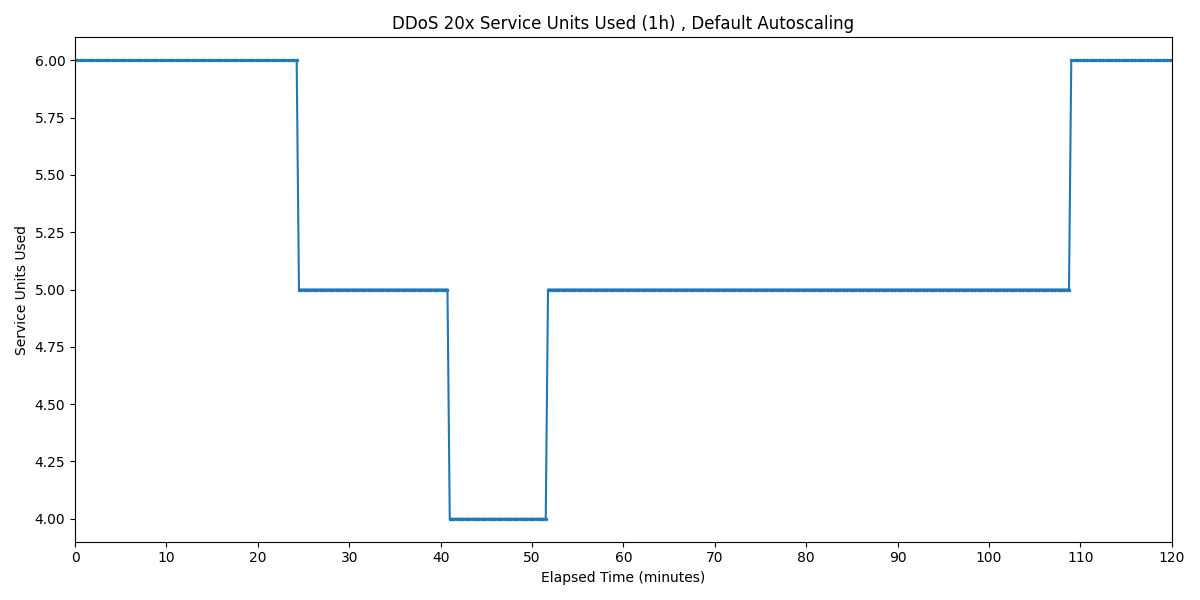 DDoS 20x Service Units Used (1h) , Default Autoscaling
Service Units Used
6.00
5.75
5.50
5.25
5.00
4.75
4.50
4.25
4.00
0 10 20 30 40 50 60 70 80 90 100 110 120
Elapsed Time (minutes)